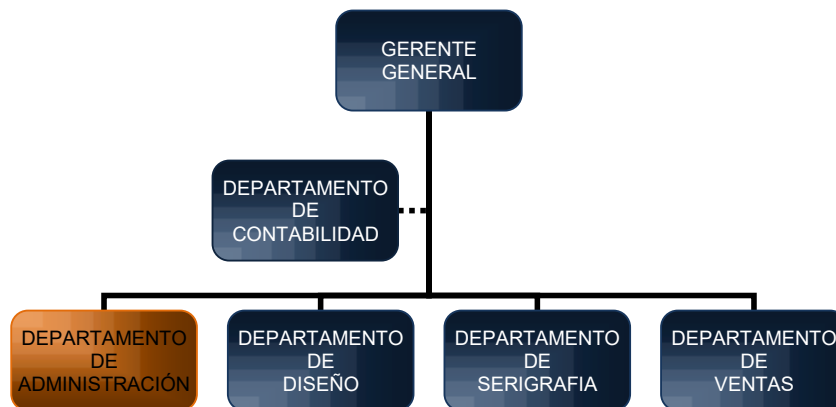 GERENTE
GENERAL
DEPARTAMENTO
DE
CONTABILIDAD
DEPARTAMENTO
DE
ADMINISTRACIÓN
DEPARTAMENTO
DE
DISEÑO
DEPARTAMENTO
DE
SERIGRAFIA
DEPARTAMENTO
DE
VENTAS